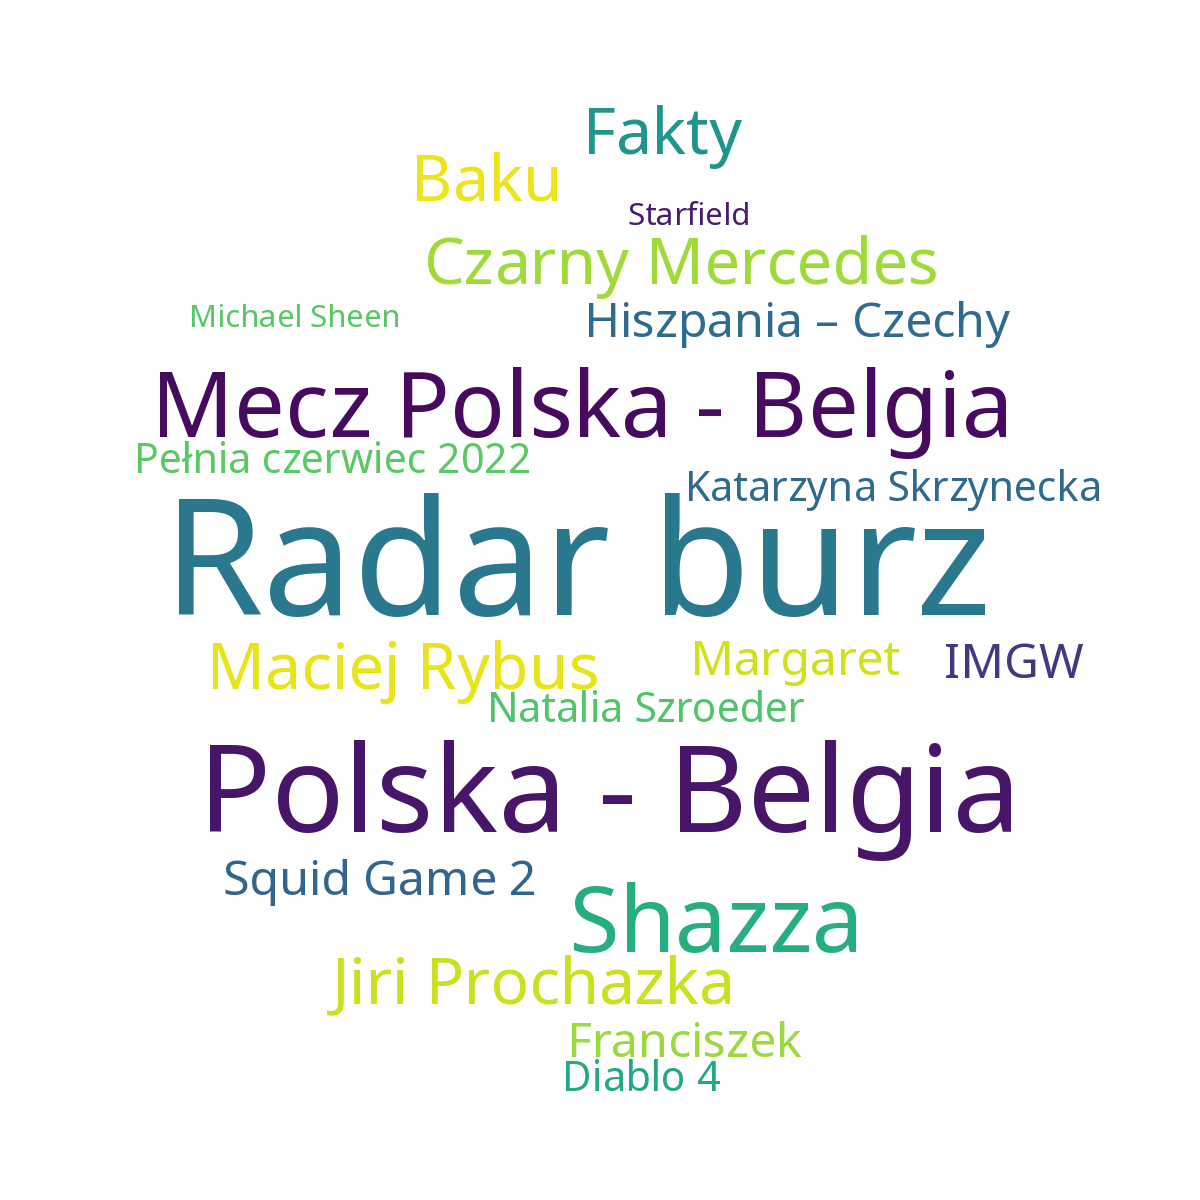 Fakty
Baku
Starfield
Czarny Mercedes
Michael Sheen
Hiszpania – Czechy
Mecz Polska - Belgia
Pełnia czerwiec 2022
Katarzyna Skrzynecka
Radar burz
Maciej Rybus
Margaret
IMGW
Natalia Szroeder
Polska - Belgia
Squid Game 2
Shazza
Jiri Prochazka
Franciszek
Diablo 4